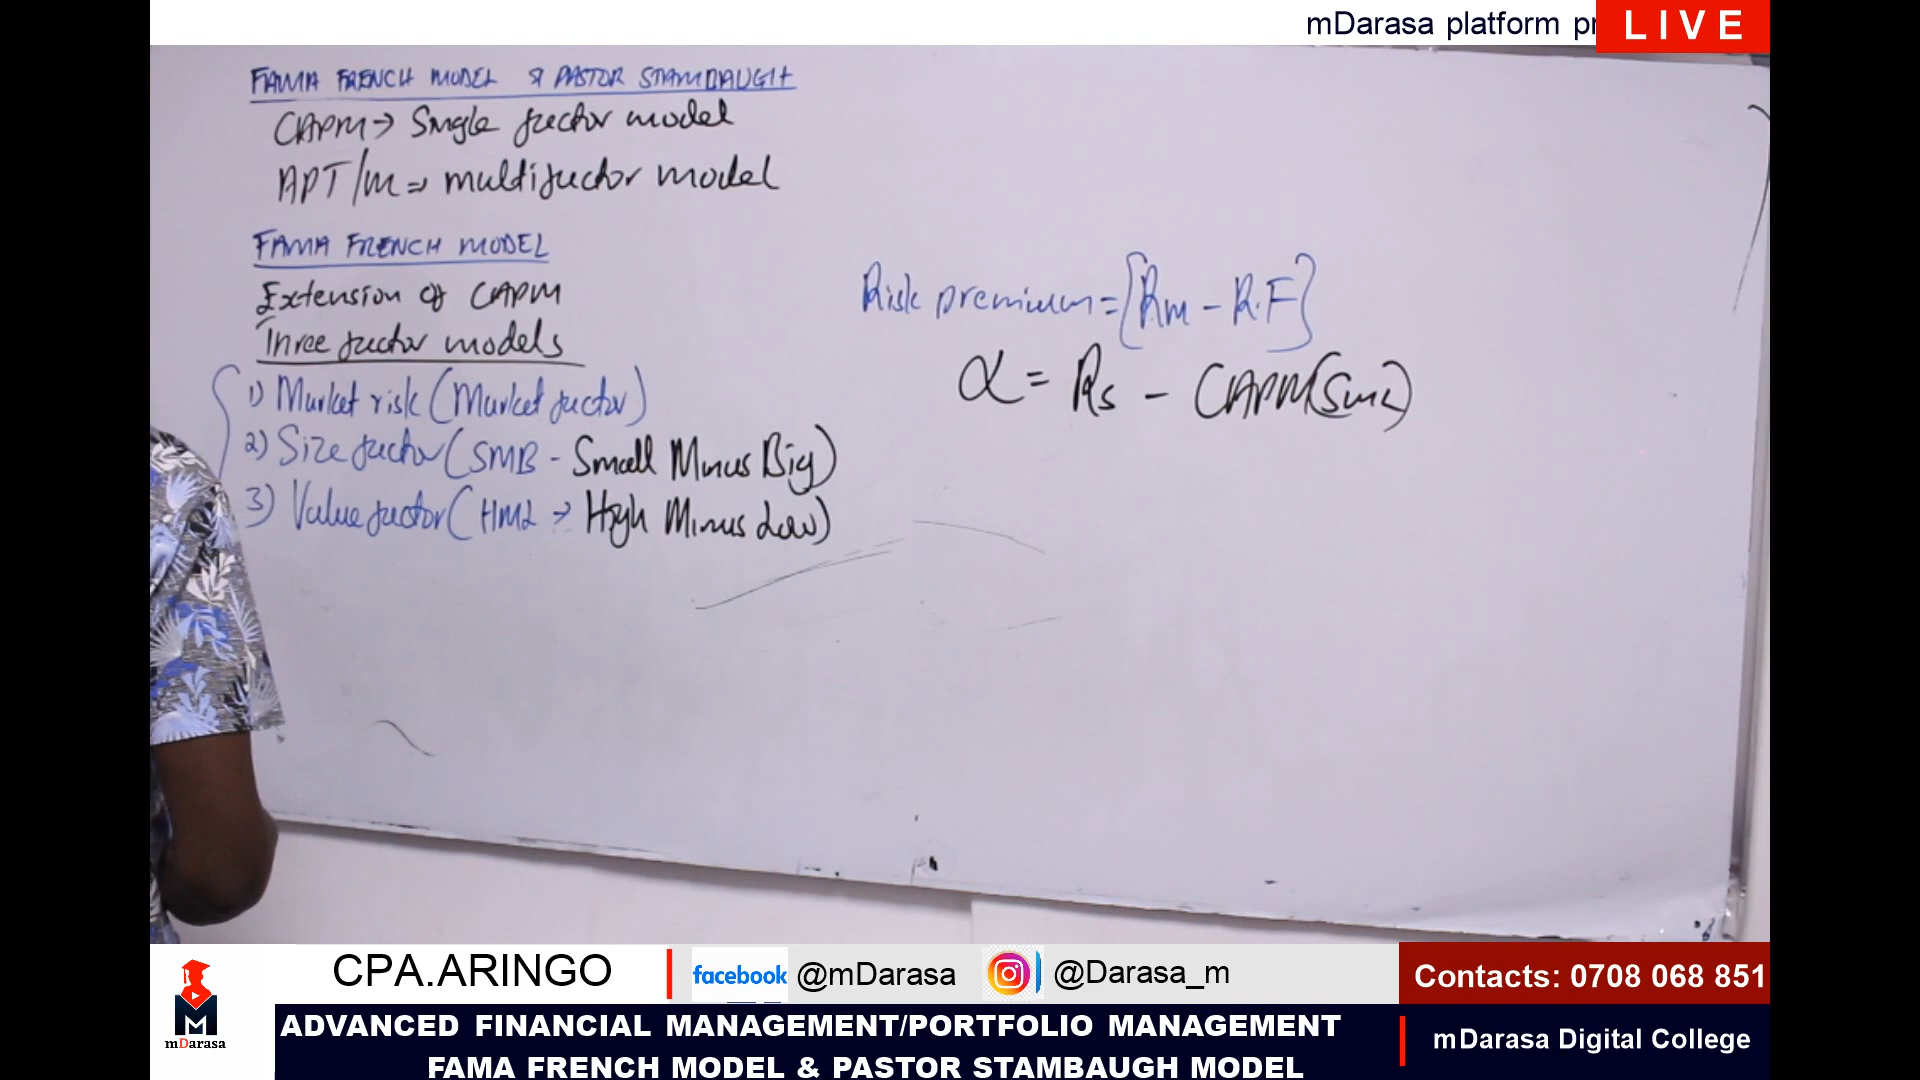 mDarasa platform pr
LIVE
FAMA FRENCH MODEL & PASTOR STAMBAUGH
CAPM → Single factor model
APT/M ⇒ multifactor model
FAMA FRENCH MODEL
Extension of CAPM
Three factor models
1) Market risk (Market factor)
2) Size factor (SMB - Small Minus Big)
3) Value factor (HML → High Minus Low)
Risk premium = {Rm - R.F}
α = Rs - CAPM(SML)
CPA.ARINGO
facebook @mDarasa
@Darasa_m
Contacts: 0708 068 851
mDarasa
ADVANCED FINANCIAL MANAGEMENT/PORTFOLIO MANAGEMENT
FAMA FRENCH MODEL & PASTOR STAMBAUGH MODEL
mDarasa Digital College